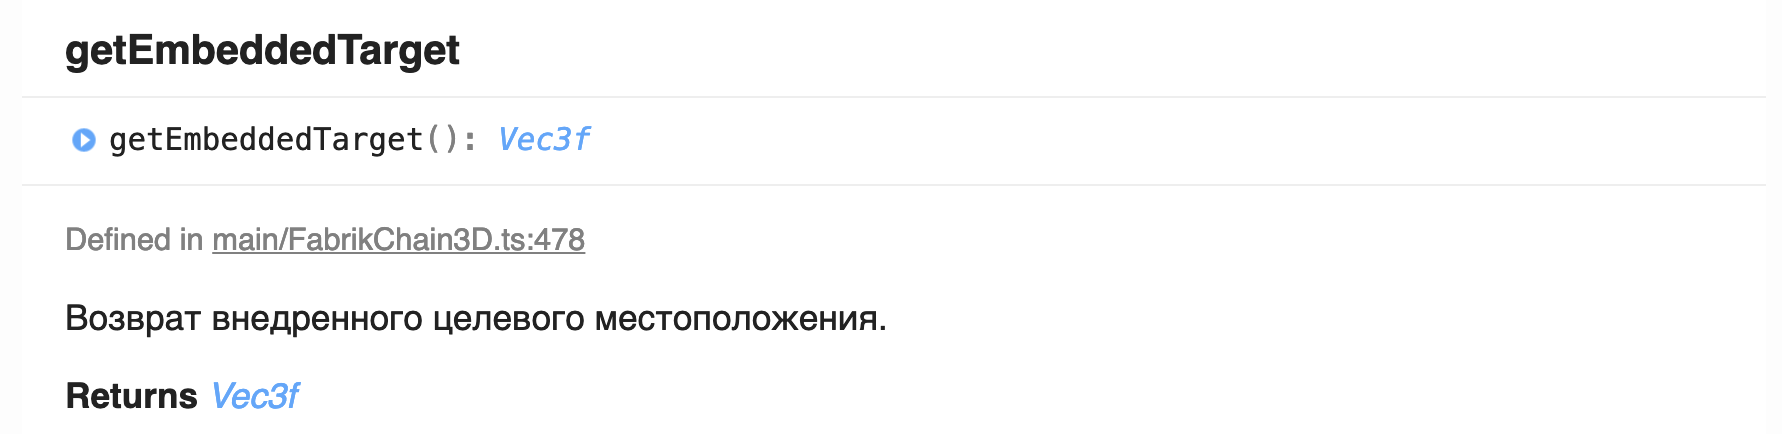 getEmbeddedTarget
getEmbeddedTarget(): Vec3f
Defined in main/FabrikChain3D.ts:478
Возврат внедренного целевого местоположения.
Returns Vec3f